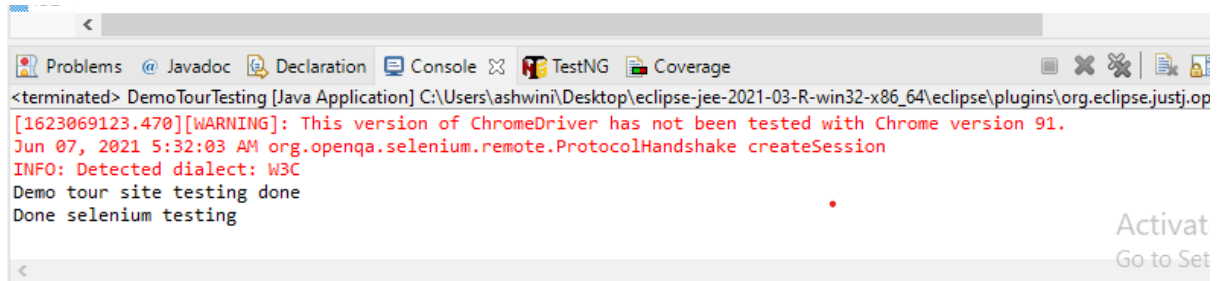 Problems @ Javadoc Declaration Console TestNG Coverage
<terminated> DemoTourTesting [Java Application] C:\Users\ashwini\Desktop\eclipse-jee-2021-03-R-win32-x86_64\eclipse\plugins\org.eclipse.justj.op
[1623069123.470][WARNING]: This version of ChromeDriver has not been tested with Chrome version 91.
Jun 07, 2021 5:32:03 AM org.openqa.selenium.remote.ProtocolHandshake createSession
INFO: Detected dialect: W3C
Demo tour site testing done
Done selenium testing
Activat
Go to Set